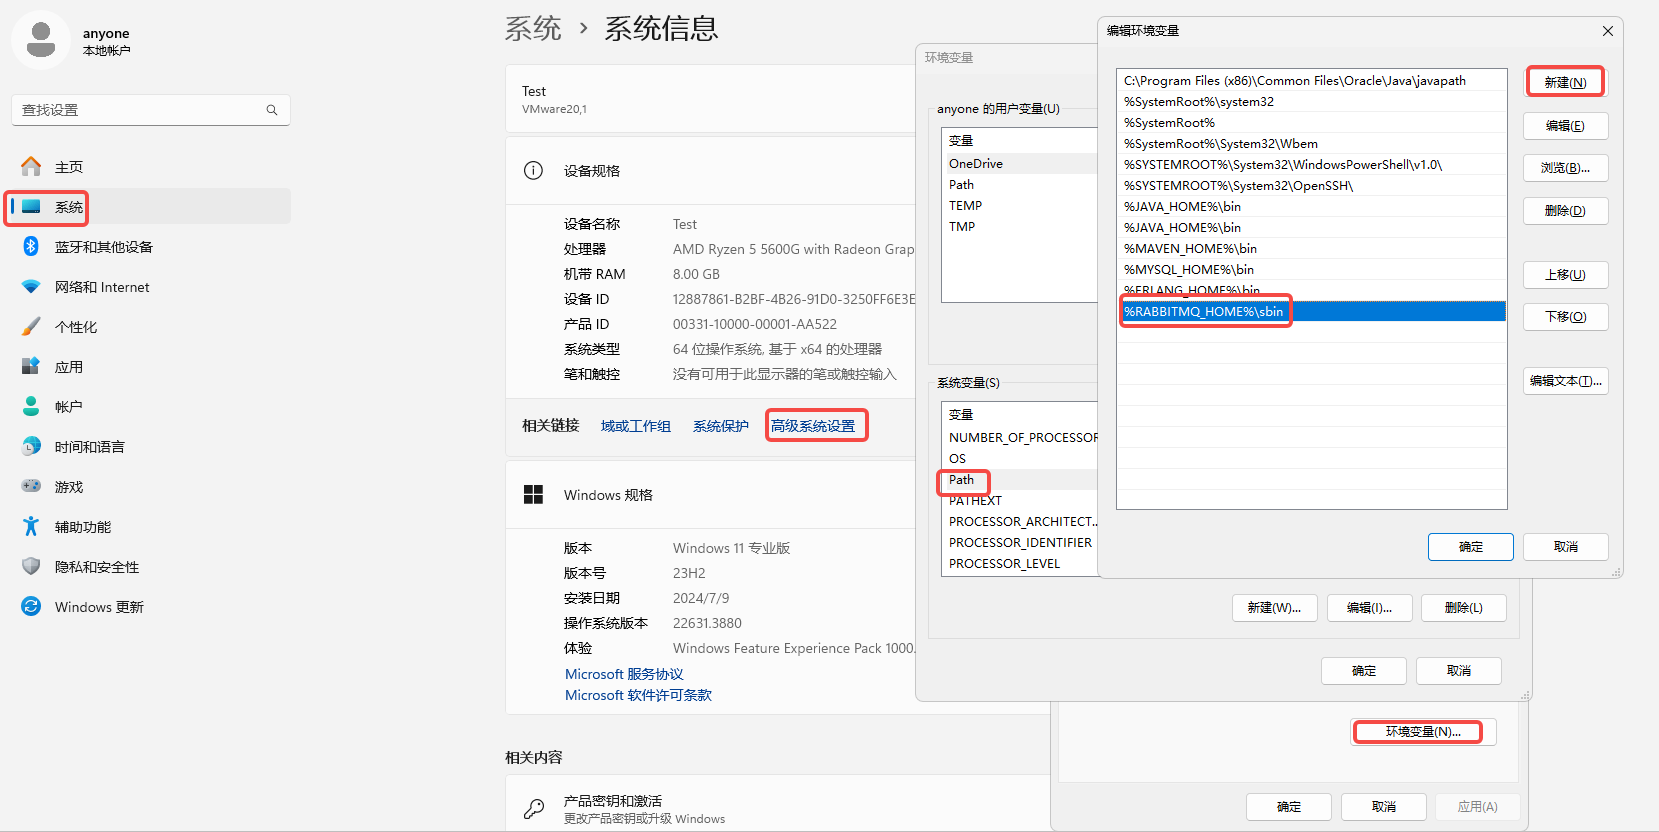 anyone
本地帐户
查找设置
主页
系统
蓝牙和其他设备
网络和 Internet
个性化
应用
帐户
时间和语言
游戏
辅助功能
隐私和安全性
Windows 更新
系统 › 系统信息
Test
VMware20,1
设备规格
设备名称 Test
处理器 AMD Ryzen 5 5600G with Radeon Grap
机带 RAM 8.00 GB
设备 ID 12887861-B2BF-4B26-91D0-3250FF6E3E
产品 ID 00331-10000-00001-AA522
系统类型 64 位操作系统, 基于 x64 的处理器
笔和触控 没有可用于此显示器的笔或触控输入
相关链接 域或工作组 系统保护 高级系统设置
Windows 规格
版本 Windows 11 专业版
版本号 23H2
安装日期 2024/7/9
操作系统版本 22631.3880
体验 Windows Feature Experience Pack 1000.
Microsoft 服务协议
Microsoft 软件许可条款
相关内容
产品密钥和激活
更改产品密钥或升级 Windows
环境变量
anyone 的用户变量(U)
变量
OneDrive
Path
TEMP
TMP
系统变量(S)
变量
NUMBER_OF_PROCESSOR
OS
Path
PATHEXT
PROCESSOR_ARCHITECT...
PROCESSOR_IDENTIFIER
PROCESSOR_LEVEL
新建(W)... 编辑(I)... 删除(L)
确定 取消
环境变量(N)...
确定 取消 应用(A)
编辑环境变量
C:\Program Files (x86)\Common Files\Oracle\Java\javapath
%SystemRoot%\system32
%SystemRoot%
%SystemRoot%\System32\Wbem
%SYSTEMROOT%\System32\WindowsPowerShell\v1.0\
%SYSTEMROOT%\System32\OpenSSH\
%JAVA_HOME%\bin
%JAVA_HOME%\bin
%MAVEN_HOME%\bin
%MYSQL_HOME%\bin
%ERLANG_HOME%\bin
%RABBITMQ_HOME%\sbin
新建(N)
编辑(E)
浏览(B)...
删除(D)
上移(U)
下移(O)
编辑文本(T)...
确定 取消